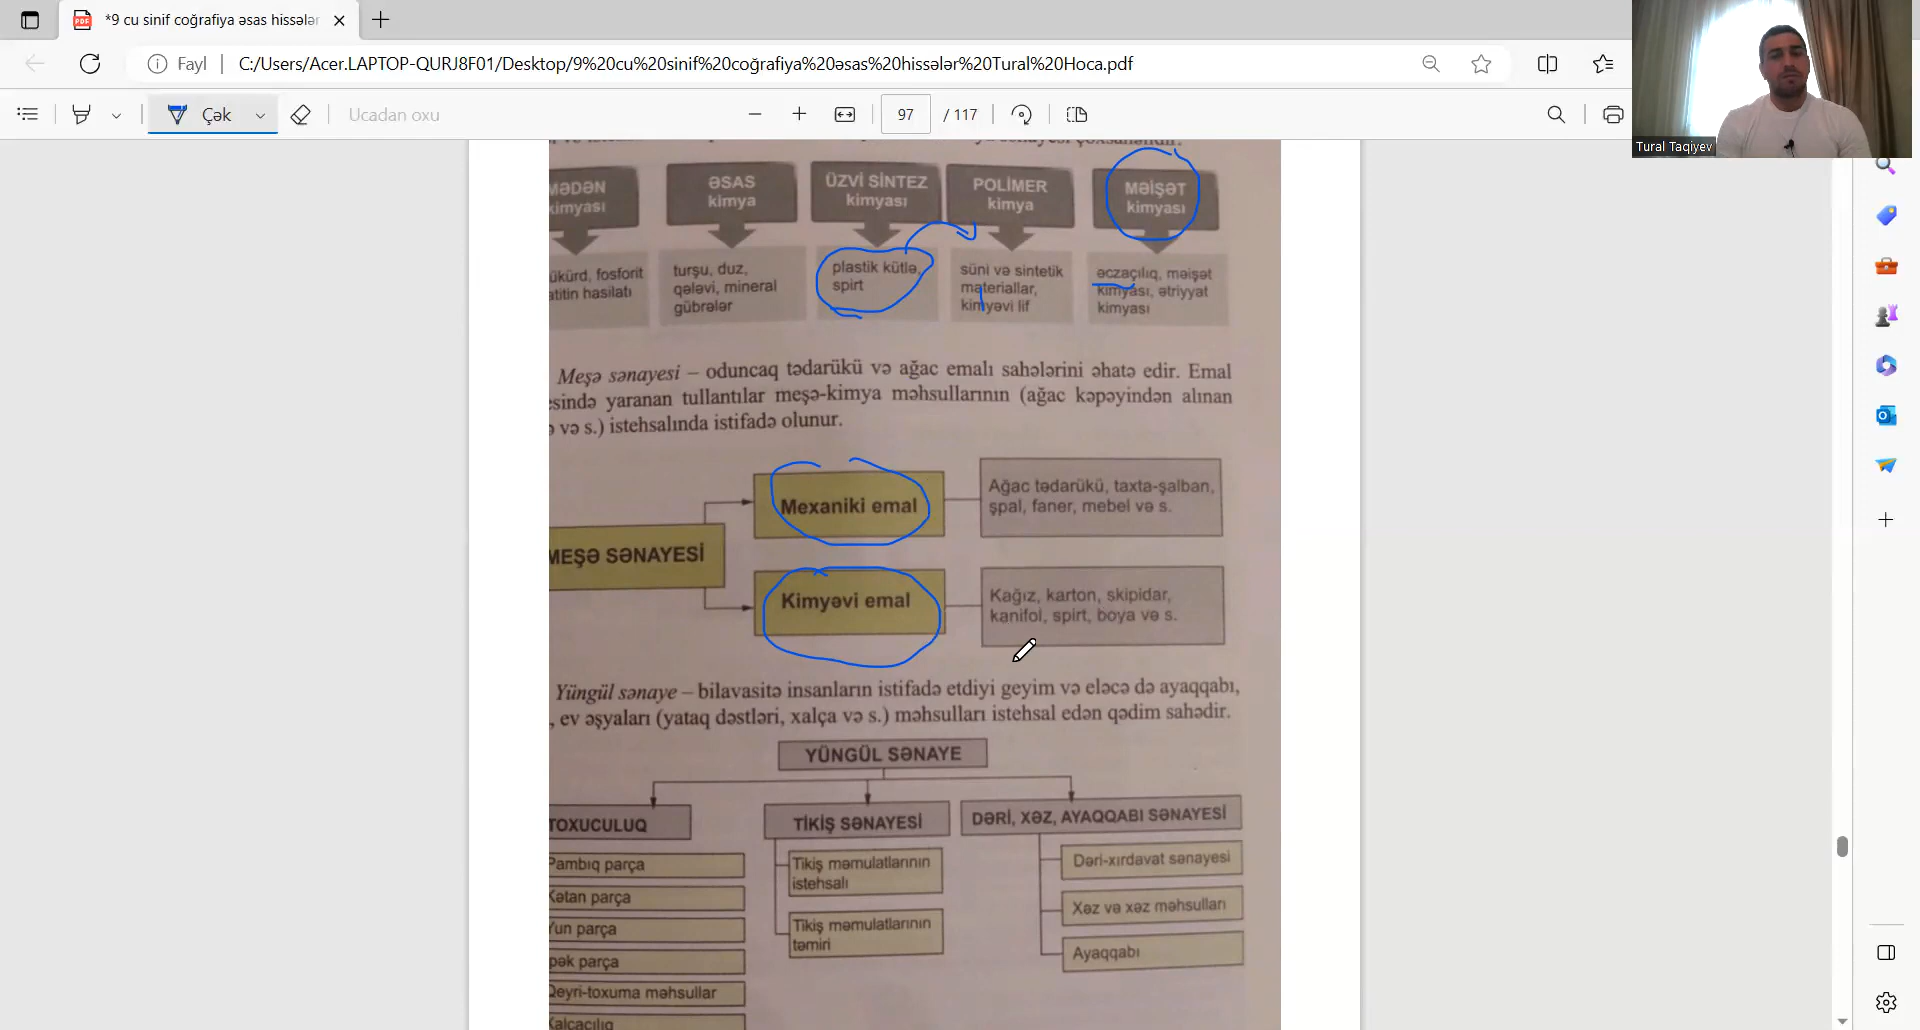 *9 cu sinif coğrafiya əsas hissələr
Fayl
C:/Users/Acer.LAPTOP-QURJ8F01/Desktop/9%20cu%20sinif%20coğrafiya%20əsas%20hissələr%20Tural%20Hoca.pdf
Çək
Ucadan oxu
97 / 117
Tural Taqiyev
MƏDƏN
kimyası
ƏSAS
kimya
ÜZVİ SİNTEZ
kimyası
POLİMER
kimya
MƏİŞƏT
kimyası
ükürd, fosforit
atitin hasilatı
turşu, duz,
qələvi, mineral
gübrələr
plastik kütlə,
spirt
süni və sintetik
materiallar,
kimyəvi lif
əczaçılıq, məişət
kimyası, ətriyyat
kimyası
Meşə sənayesi – oduncaq tədarükü və ağac emalı sahələrini əhatə edir. Emal
əsində yaranan tullantılar meşə-kimya məhsullarının (ağac kəpəyindən alınan
və s.) istehsalında istifadə olunur.
MEŞƏ SƏNAYESİ
Mexaniki emal
Ağac tədarükü, taxta-şalban,
şpal, faner, mebel və s.
Kimyəvi emal
Kağız, karton, skipidar,
kanifol, spirt, boya və s.
Yüngül sənaye – bilavasitə insanların istifadə etdiyi geyim və eləcə də ayaqqabı,
, ev əşyaları (yataq dəstləri, xalça və s.) məhsulları istehsal edən qədim sahədir.
YÜNGÜL SƏNAYE
TOXUCULUQ
Pambıq parça
Kətan parça
Yun parça
pək parça
Qeyri-toxuma məhsullar
Xalçaçılıq
TİKİŞ SƏNAYESİ
Tikiş məmulatlarının
istehsalı
Tikiş məmulatlarının
təmiri
DƏRİ, XƏZ, AYAQQABI SƏNAYESİ
Dəri-xırdavat sənayesi
Xəz və xəz məhsulları
Ayaqqabı